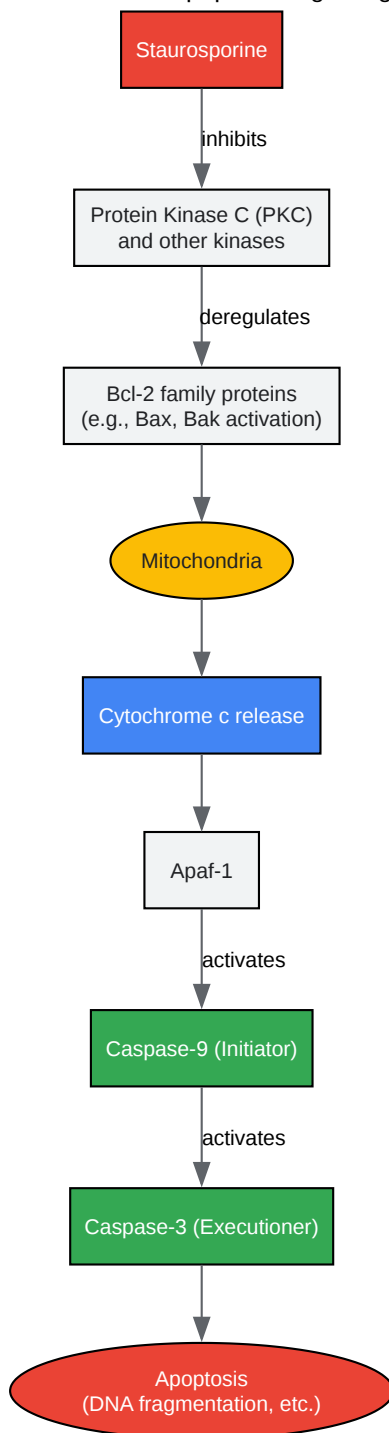 Staurosporine
inhibits
Protein Kinase C (PKC)
and other kinases
deregulates
Bcl-2 family proteins
(e.g., Bax, Bak activation)
Mitochondria
Cytochrome c release
Apaf-1
activates
Caspase-9 (Initiator)
activates
Caspase-3 (Executioner)
Apoptosis
(DNA fragmentation, etc.)